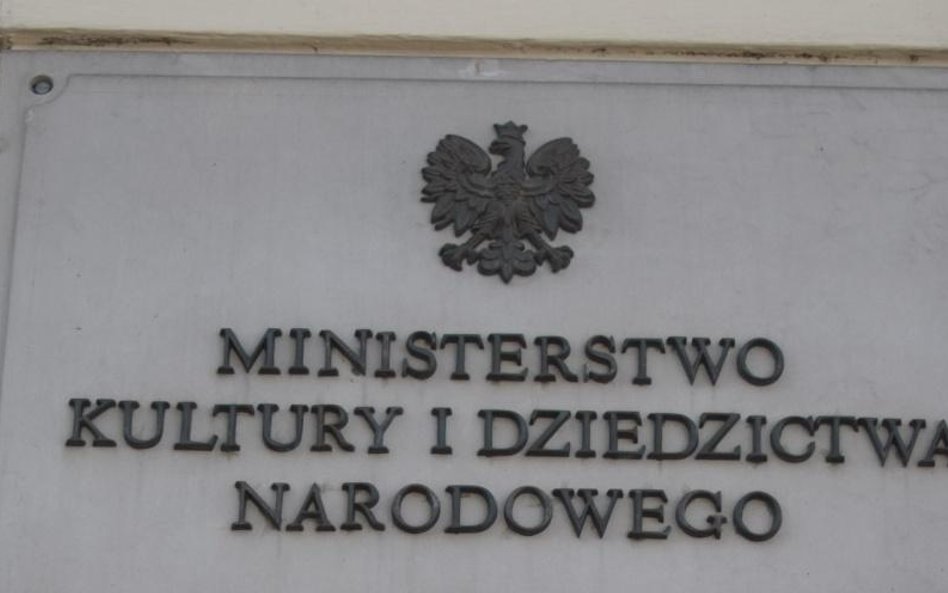 MINISTERSTWO
KULTURY I DZIEDZICTWA
NARODOWEGO